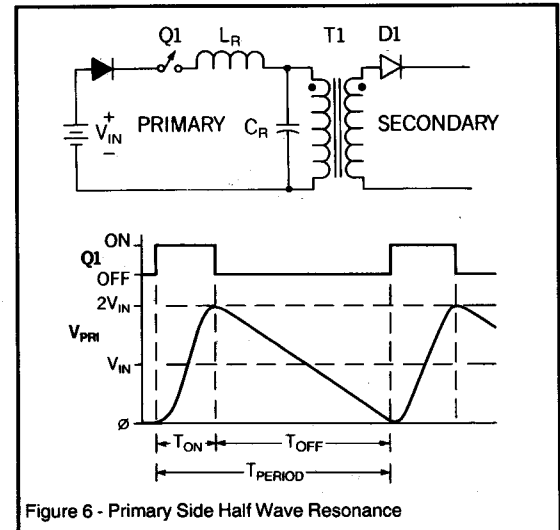 Q1 L_R T1 D1
+
V_IN PRIMARY C_R SECONDARY
−
ON
Q1
OFF
2V_IN
V_PRI
V_IN
ø
T_ON T_OFF
T_PERIOD
Figure 6 - Primary Side Half Wave Resonance